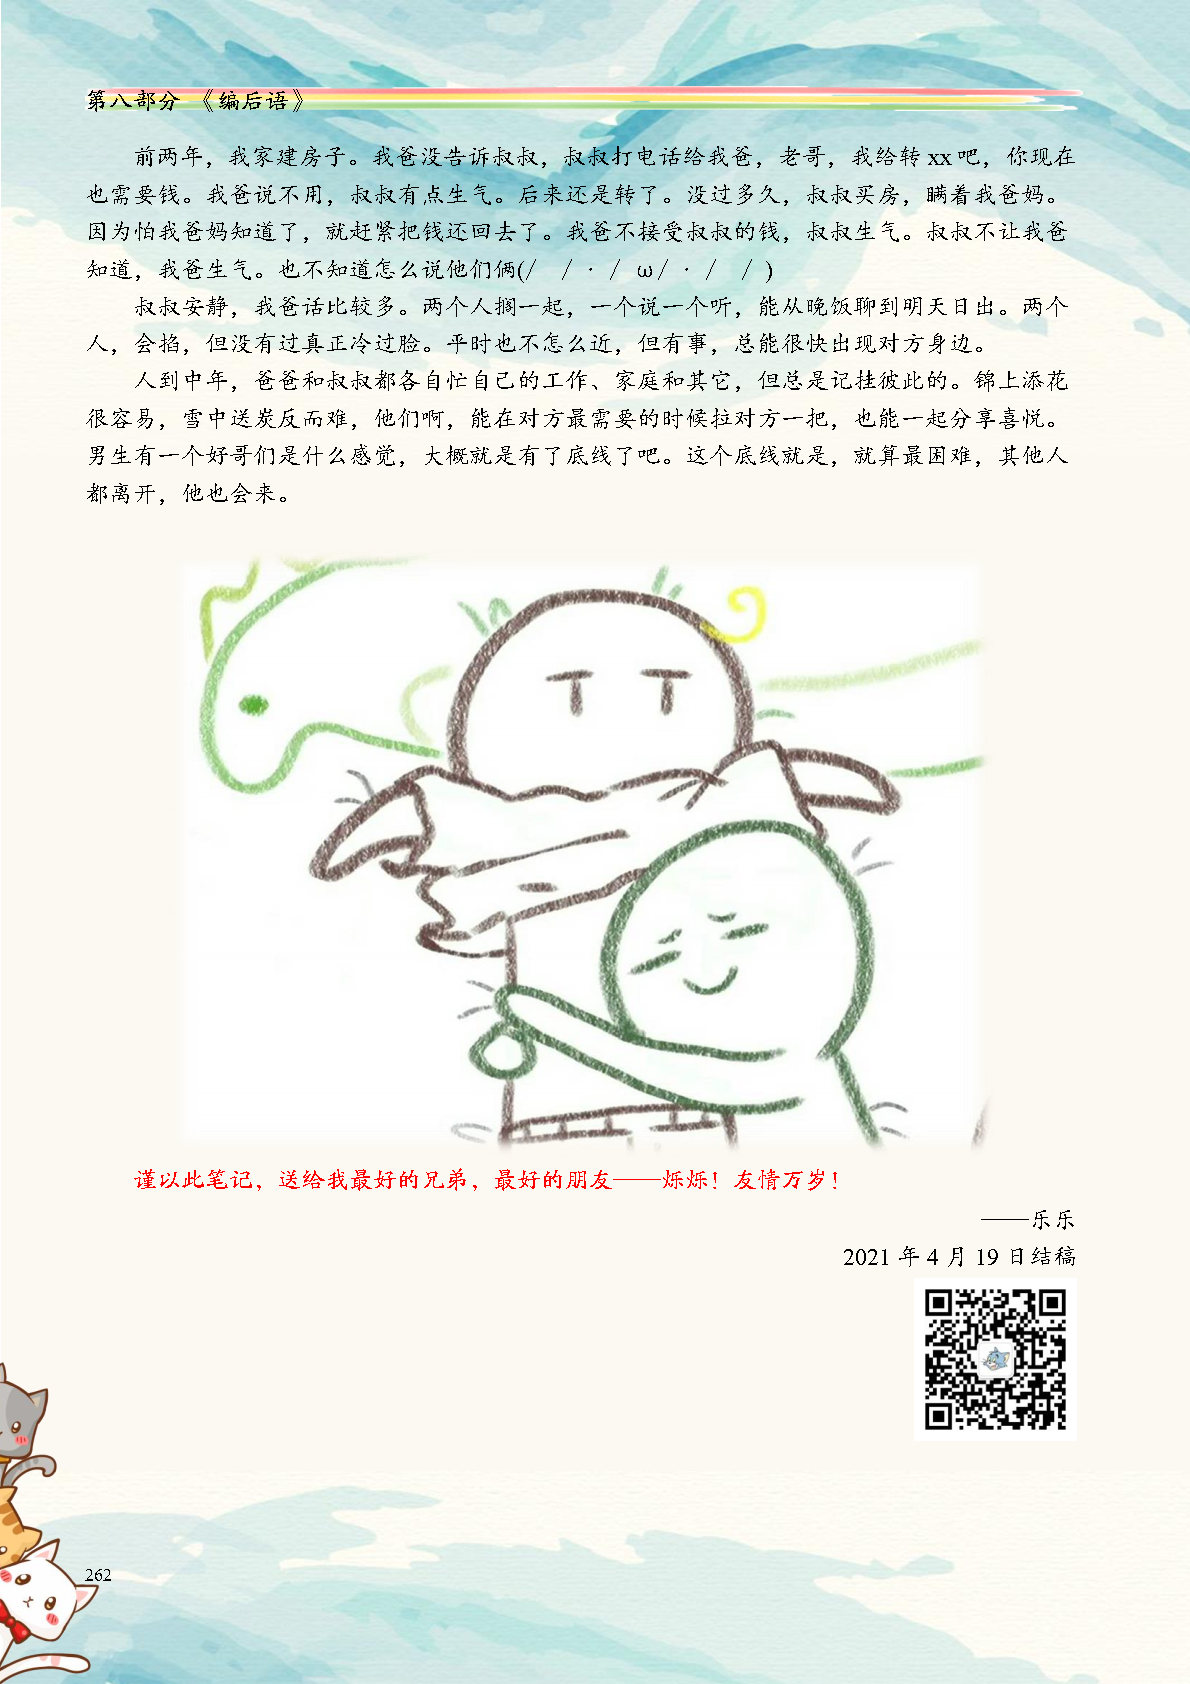 第八部分 《编后语》
前两年，我家建房子。我爸没告诉叔叔，叔叔打电话给我爸，老哥，我给转 xx 吧，你现在
也需要钱。我爸说不用，叔叔有点生气。后来还是转了。没过多久，叔叔买房，瞒着我爸妈。
因为怕我爸妈知道了，就赶紧把钱还回去了。我爸不接受叔叔的钱，叔叔生气。叔叔不让我爸
知道，我爸生气。也不知道怎么说他们俩(/ / · / ω/ · / / )
叔叔安静，我爸话比较多。两个人搁一起，一个说一个听，能从晚饭聊到明天日出。两个
人，会掐，但没有过真正冷过脸。平时也不怎么近，但有事，总能很快出现对方身边。
人到中年，爸爸和叔叔都各自忙自己的工作、家庭和其它，但总是记挂彼此的。锦上添花
很容易，雪中送炭反而难，他们啊，能在对方最需要的时候拉对方一把，也能一起分享喜悦。
男生有一个好哥们是什么感觉，大概就是有了底线了吧。这个底线就是，就算最困难，其他人
都离开，他也会来。
谨以此笔记，送给我最好的兄弟，最好的朋友——烁烁！友情万岁！
——乐乐
2021 年 4 月 19 日结稿
262